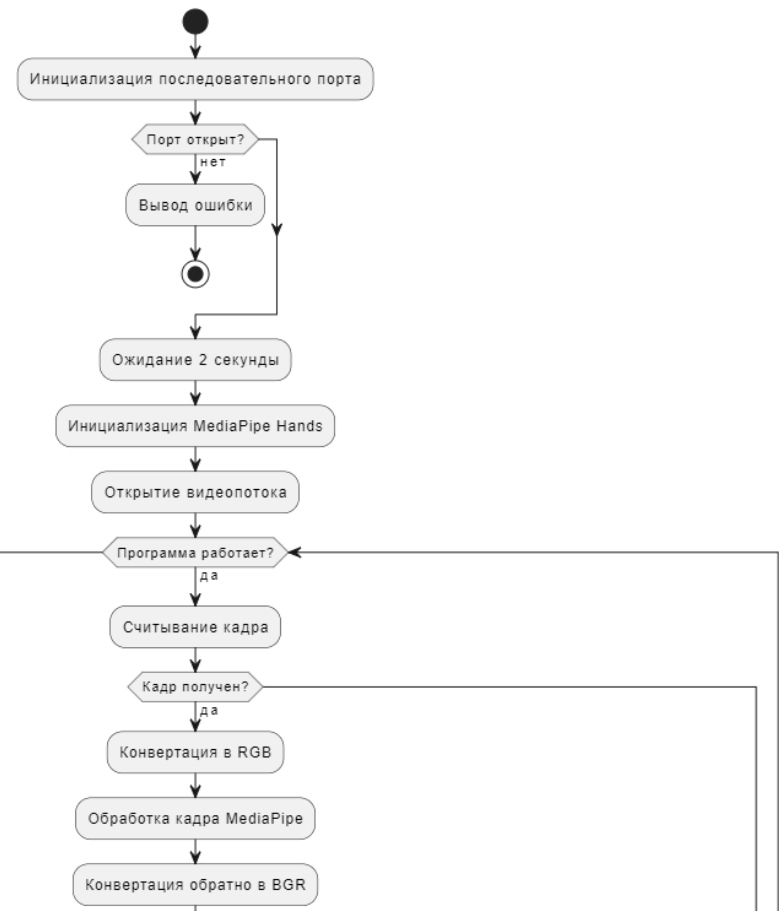 Инициализация последовательного порта
Порт открыт?
нет
Вывод ошибки
Ожидание 2 секунды
Инициализация MediaPipe Hands
Открытие видеопотока
Программа работает?
да
Считывание кадра
Кадр получен?
да
Конвертация в RGB
Обработка кадра MediaPipe
Конвертация обратно в BGR